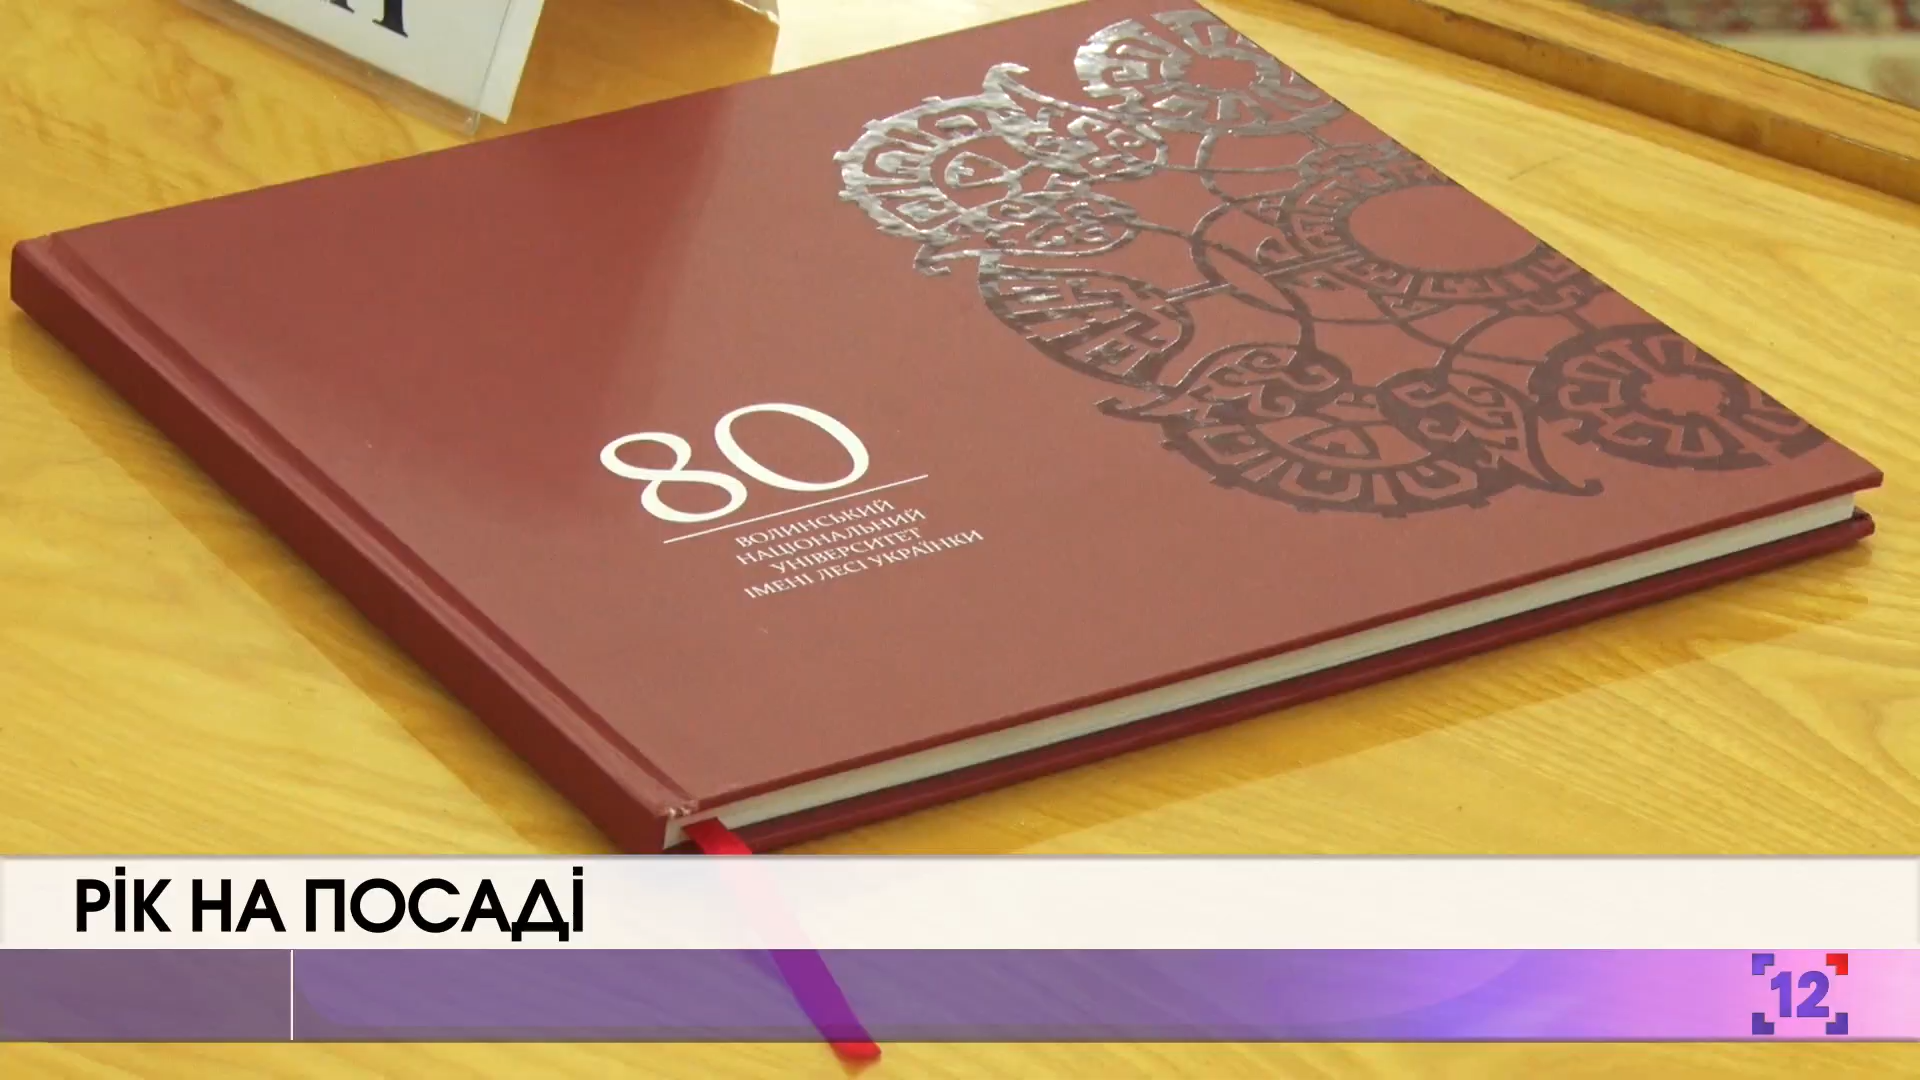 80
ВОЛИНСЬКИЙ
НАЦІОНАЛЬНИЙ
УНІВЕРСИТЕТ
ІМЕНІ ЛЕСІ УКРАЇНКИ
РІК НА ПОСАДІ
12